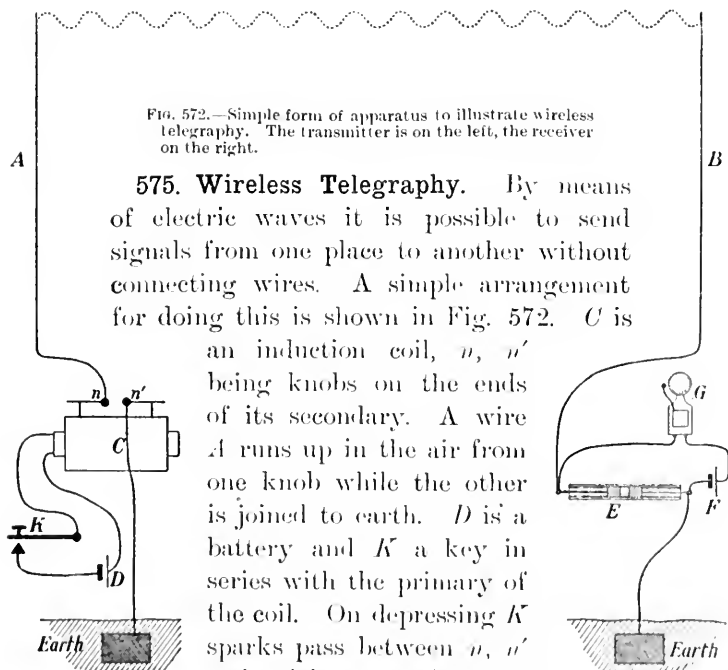 Fig. 572.—Simple form of apparatus to illustrate wireless
telegraphy. The transmitter is on the left, the receiver
on the right.
A
B
575. Wireless Telegraphy. By means
of electric waves it is possible to send
signals from one place to another without
connecting wires. A simple arrangement
for doing this is shown in Fig. 572. C is
an induction coil, n, n′
being knobs on the ends
of its secondary. A wire
A runs up in the air from
one knob while the other
is joined to earth. D is a
battery and K a key in
series with the primary of
the coil. On depressing K
sparks pass between n, n′
n n′
C
K
D
Earth
G
E
F
Earth